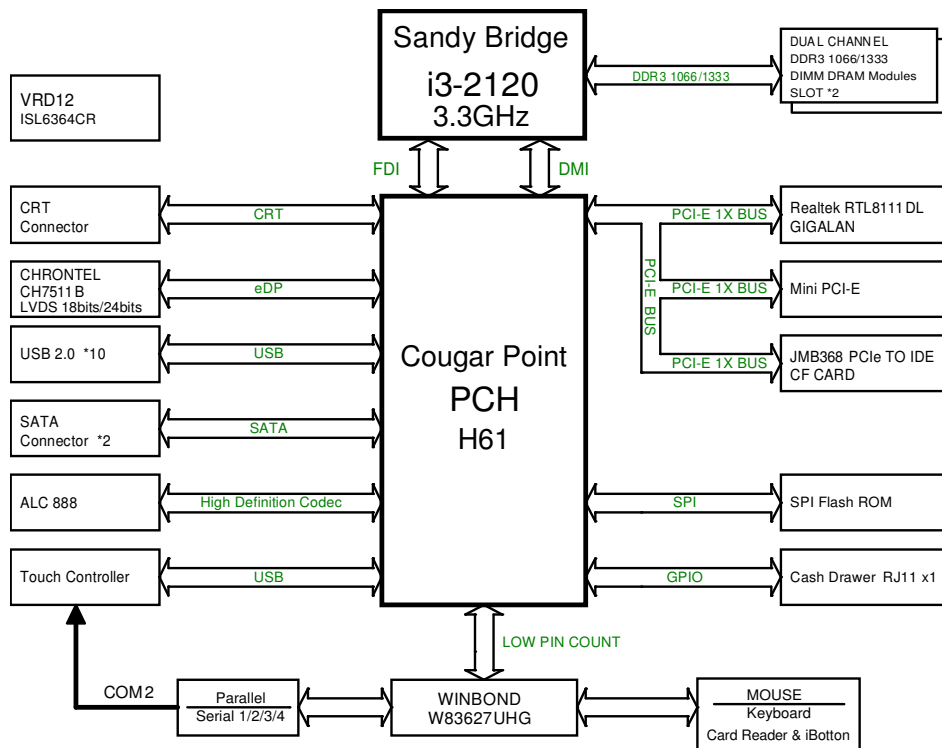 Sandy Bridge
i3-2120
3.3GHz
DDR3 1066/1333
DUAL CHANNEL
DDR3 1066/1333
DIMM DRAM Modules
SLOT *2
VRD12
ISL6364CR
FDI
DMI
CRT
Connector
CRT
CHRONTEL
CH7511B
LVDS 18bits/24bits
eDP
USB 2.0 *10
USB
SATA
Connector *2
SATA
ALC 888
High Definition Codec
Touch Controller
USB
Cougar Point
PCH
H61
PCI-E 1X BUS
Realtek RTL8111DL
GIGALAN
PCI-E BUS
PCI-E 1X BUS
Mini PCI-E
PCI-E 1X BUS
JMB368 PCIe TO IDE
CF CARD
SPI
SPI Flash ROM
GPIO
Cash Drawer RJ11 x1
LOW PIN COUNT
COM2
Parallel
Serial 1/2/3/4
WINBOND
W83627UHG
MOUSE
Keyboard
Card Reader & iBotton